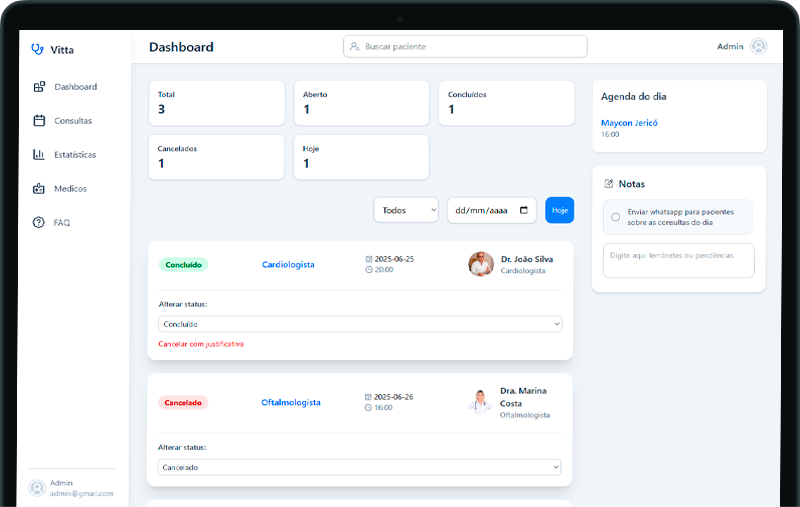 Vitta
Dashboard
Consultas
Estatísticas
Medicos
FAQ
Admin
admin@gmail.com
Dashboard
Buscar paciente
Admin
Total
3
Aberto
1
Concluídos
1
Cancelados
1
Hoje
1
Todos
dd/mm/aaaa
Hoje
Concluído
Cardiologista
2025-06-25
20:00
Dr. João Silva
Cardiologista
Alterar status:
Concluído
Cancelar com justificativa
Cancelado
Oftalmologista
2025-06-26
16:00
Dra. Marina
Costa
Oftalmologista
Alterar status:
Cancelado
Agenda do dia
Maycon Jericó
16:00
Notas
Enviar whatsapp para pacientes
sobre as consultas do dia
Digite aqui lembretes ou pendências